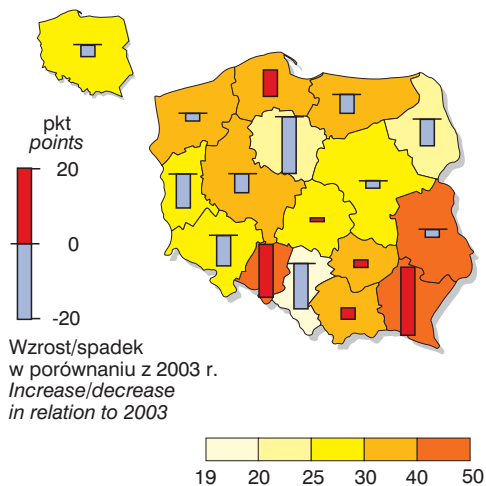 pkt
points
20
0
-20
Wzrost/spadek
w porównaniu z 2003 r.
Increase/decrease
in relation to 2003
19 20 25 30 40 50